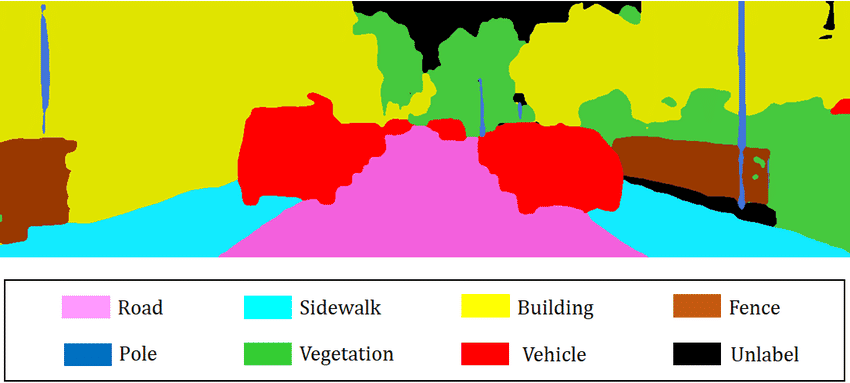 Road Sidewalk Building Fence
Pole Vegetation Vehicle Unlabel